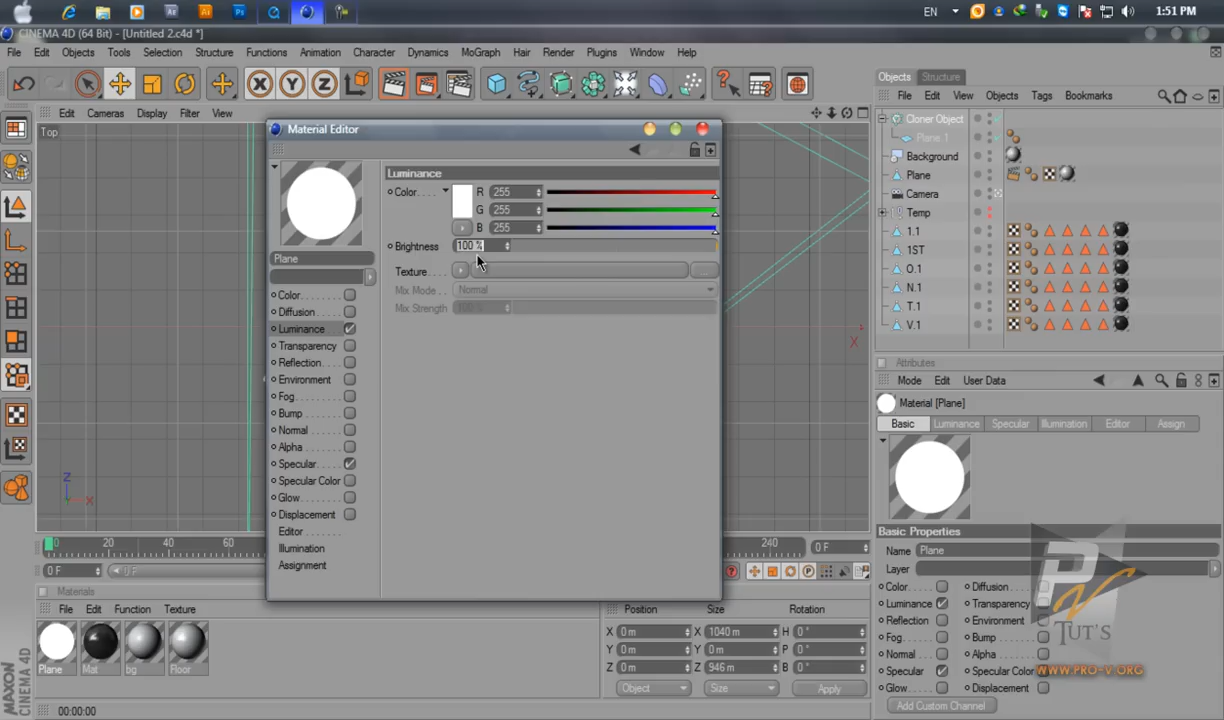 EN 1:51 PM
CINEMA 4D (64 Bit) - [Untitled 2.c4d *]
File Edit Objects Tools Selection Structure Functions Animation Character Dynamics MoGraph Hair Render Plugins Window Help
Objects Structure
File Edit View Objects Tags Bookmarks
Edit Cameras Display Filter View
Top
Cloner Object
Plane.1
Background
Plane
Camera
Temp
1.1
1ST
O.1
N.1
T.1
V.1
Material Editor
Luminance
Color R 255
G 255
B 255
Brightness 100 %
Texture
Mix Mode Normal
Mix Strength 100 %
Plane
Color
Diffusion
Luminance
Transparency
Reflection
Environment
Fog
Bump
Normal
Alpha
Specular
Specular Color
Glow
Displacement
Editor
Illumination
Assignment
X
Z
X
Attributes
Mode Edit User Data
Material [Plane]
Basic Luminance Specular Illumination Editor Assign
Basic Properties
Name Plane
Layer
Color Diffusion
Luminance Transparency
Reflection Environment
Fog Bump
Normal Alpha
Specular Specular Color
Glow Displacement
Add Custom Channel
0 20 40 60 240 0 F
0 F 0 F
Materials
File Edit Function Texture
Plane Mat bg Floor
Position Size Rotation
X 0 m X 1040 m H 0 °
Y 0 m Y 0 m P 0 °
Z 0 m Z 946 m B 0 °
Object Size Apply
00:00:00
MAXON
CINEMA 4D
PV
TUT'S
WWW.PRO-V.ORG